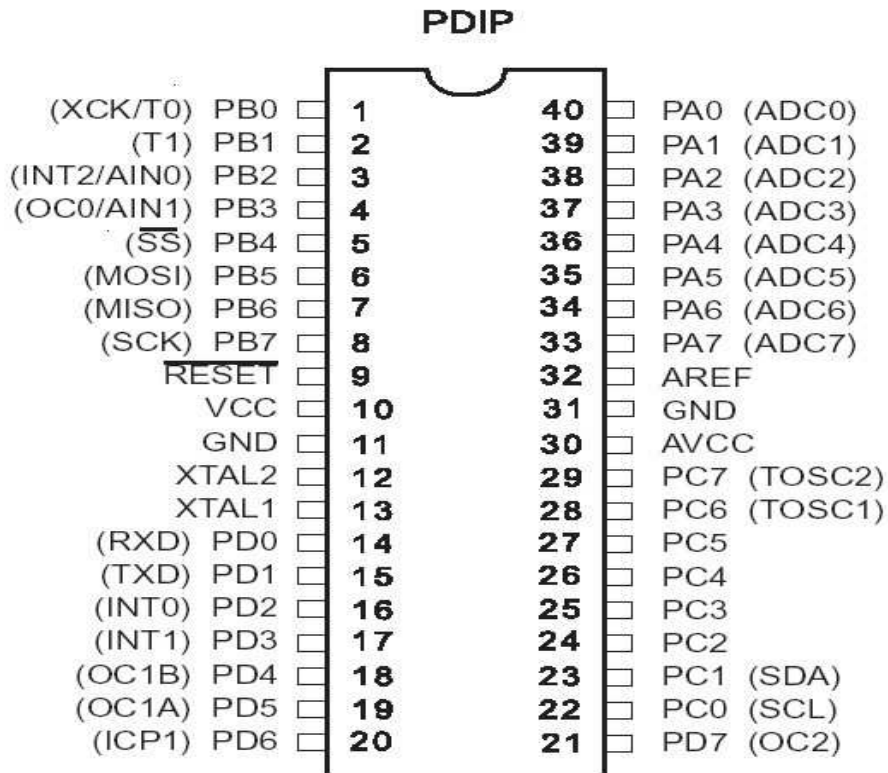 PDIP
(XCK/T0) PB0 1 40 PA0 (ADC0)
(T1) PB1 2 39 PA1 (ADC1)
(INT2/AIN0) PB2 3 38 PA2 (ADC2)
(OC0/AIN1) PB3 4 37 PA3 (ADC3)
(SS) PB4 5 36 PA4 (ADC4)
(MOSI) PB5 6 35 PA5 (ADC5)
(MISO) PB6 7 34 PA6 (ADC6)
(SCK) PB7 8 33 PA7 (ADC7)
RESET 9 32 AREF
VCC 10 31 GND
GND 11 30 AVCC
XTAL2 12 29 PC7 (TOSC2)
XTAL1 13 28 PC6 (TOSC1)
(RXD) PD0 14 27 PC5
(TXD) PD1 15 26 PC4
(INT0) PD2 16 25 PC3
(INT1) PD3 17 24 PC2
(OC1B) PD4 18 23 PC1 (SDA)
(OC1A) PD5 19 22 PC0 (SCL)
(ICP1) PD6 20 21 PD7 (OC2)